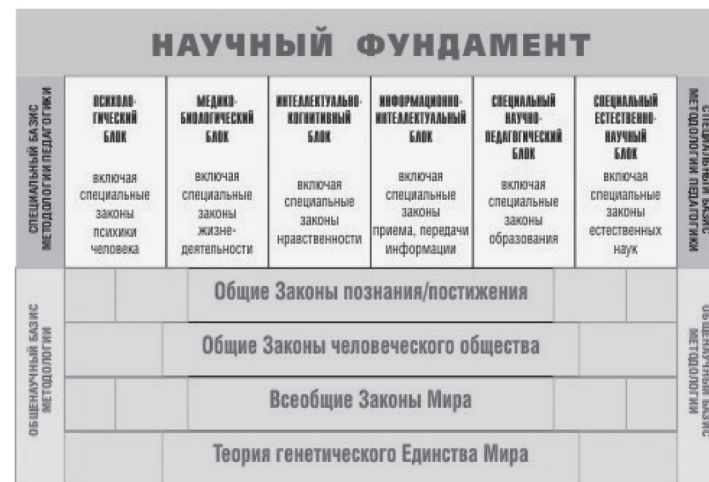 НАУЧНЫЙ ФУНДАМЕНТ
СПЕЦИАЛЬНЫЙ БАЗИС
МЕТОДОЛОГИИ ПЕДАГОГИКИ
ПСИХОЛО-
ГИЧЕСКИЙ
БЛОК
включая
специальные
законы
психики
человека
МЕДИКО-
БИОЛОГИЧЕСКИЙ
БЛОК
включая
специальные
законы
жизне-
деятельности
ИНТЕЛЛЕКТУАЛЬНО-
КОГНИТИВНЫЙ
БЛОК
включая
специальные
законы
нравственности
ИНФОРМАЦИОННО-
ИНТЕЛЛЕКТУАЛЬНЫЙ
БЛОК
включая
специальные
законы
приема, передачи
информации
СПЕЦИАЛЬНЫЙ
НАУЧНО-
ПЕДАГОГИЧЕСКИЙ
БЛОК
включая
специальные
законы
образования
СПЕЦИАЛЬНЫЙ
ЕСТЕСТВЕННО-
НАУЧНЫЙ
БЛОК
включая
специальные
законы
естественных
наук
СПЕЦИАЛЬНЫЙ БАЗИС
МЕТОДОЛОГИИ ПЕДАГОГИКИ
ОБЩЕНАУЧНЫЙ БАЗИС
МЕТОДОЛОГИИ
Общие Законы познания/постижения
Общие Законы человеческого общества
Всеобщие Законы Мира
Теория генетического Единства Мира
ОБЩЕНАУЧНЫЙ БАЗИС
МЕТОДОЛОГИИ